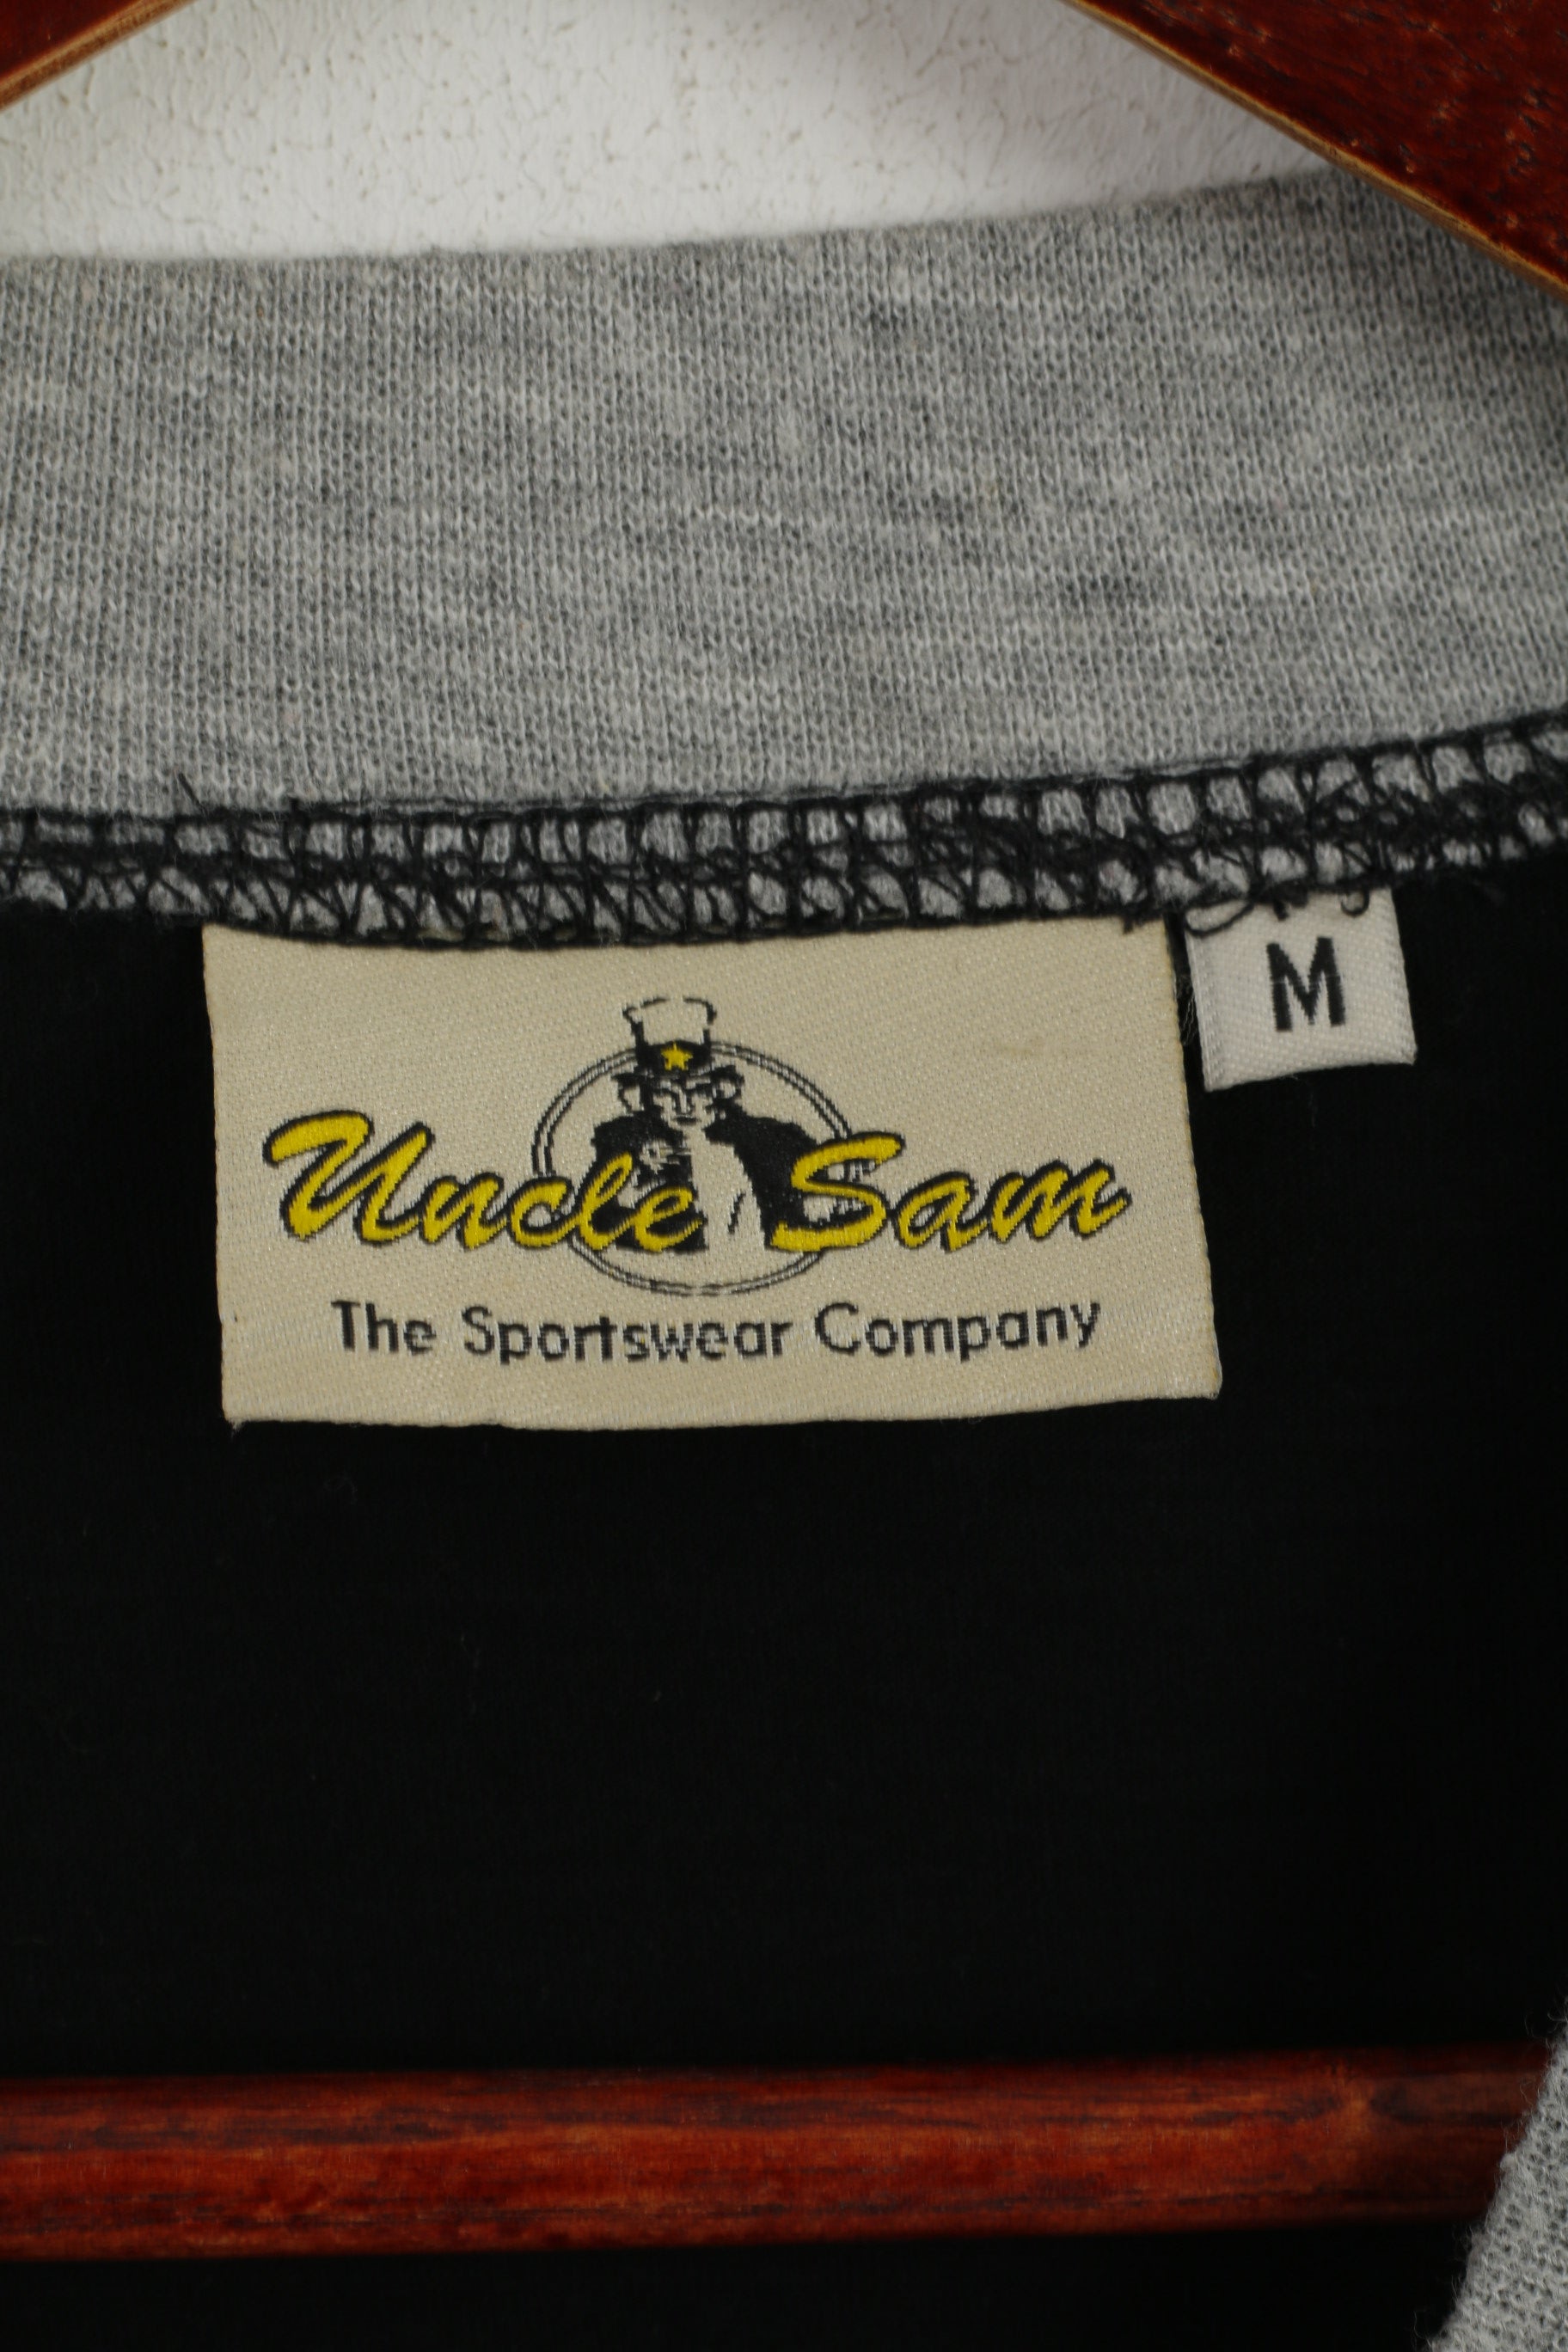 Uncle Sam
The Sportswear Company
M